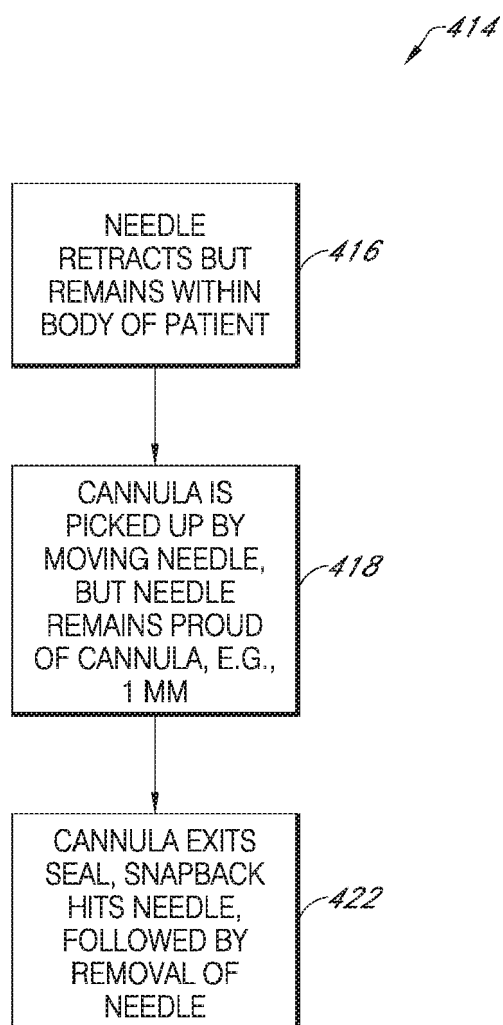 414
NEEDLE
RETRACTS BUT
REMAINS WITHIN
BODY OF PATIENT
416
CANNULA IS
PICKED UP BY
MOVING NEEDLE,
BUT NEEDLE
REMAINS PROUD
OF CANNULA, E.G.,
1 MM
418
CANNULA EXITS
SEAL, SNAPBACK
HITS NEEDLE,
FOLLOWED BY
REMOVAL OF
NEEDLE
422